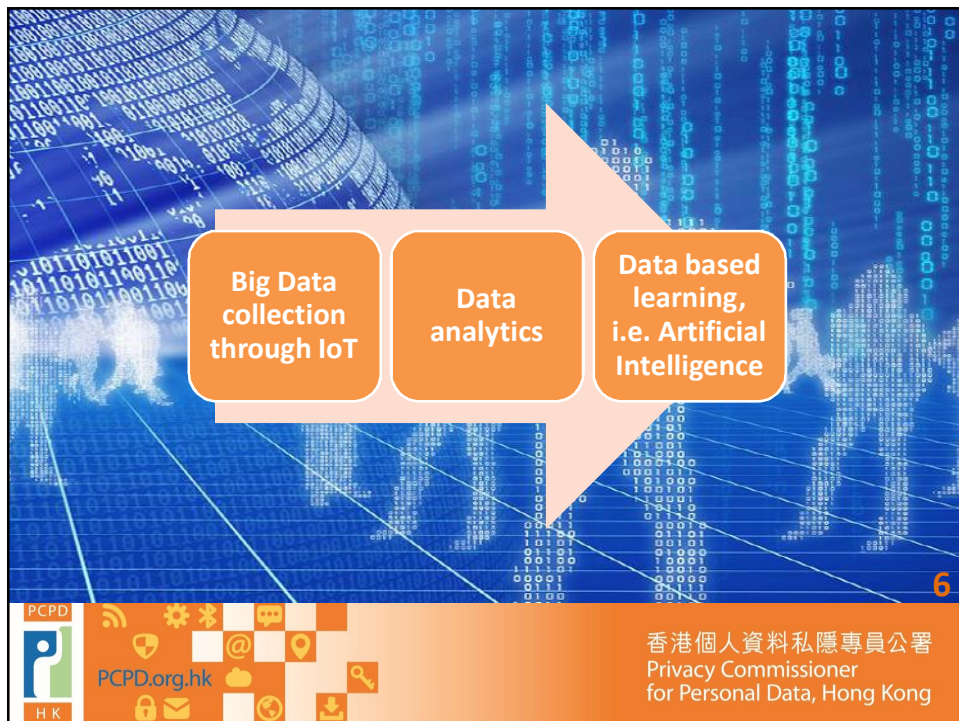 Big Data
collection
through IoT
Data
analytics
Data based
learning,
i.e. Artificial
Intelligence
6
PCPD
HK
PCPD.org.hk
香港個人資料私隱專員公署
Privacy Commissioner
for Personal Data, Hong Kong